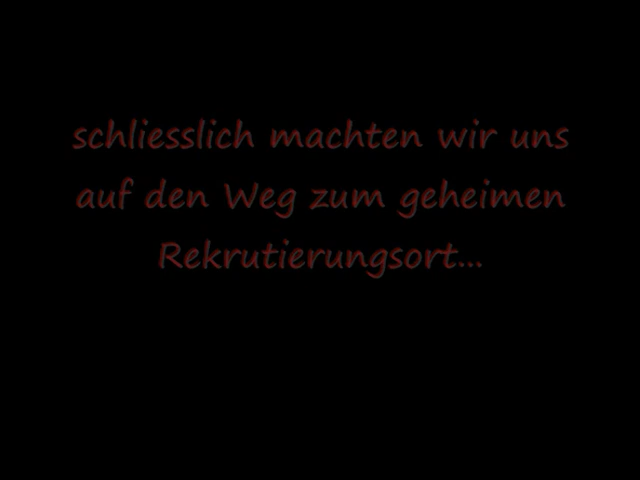 schliesslich machten wir uns
auf den Weg zum geheimen
Rekrutierungsort...